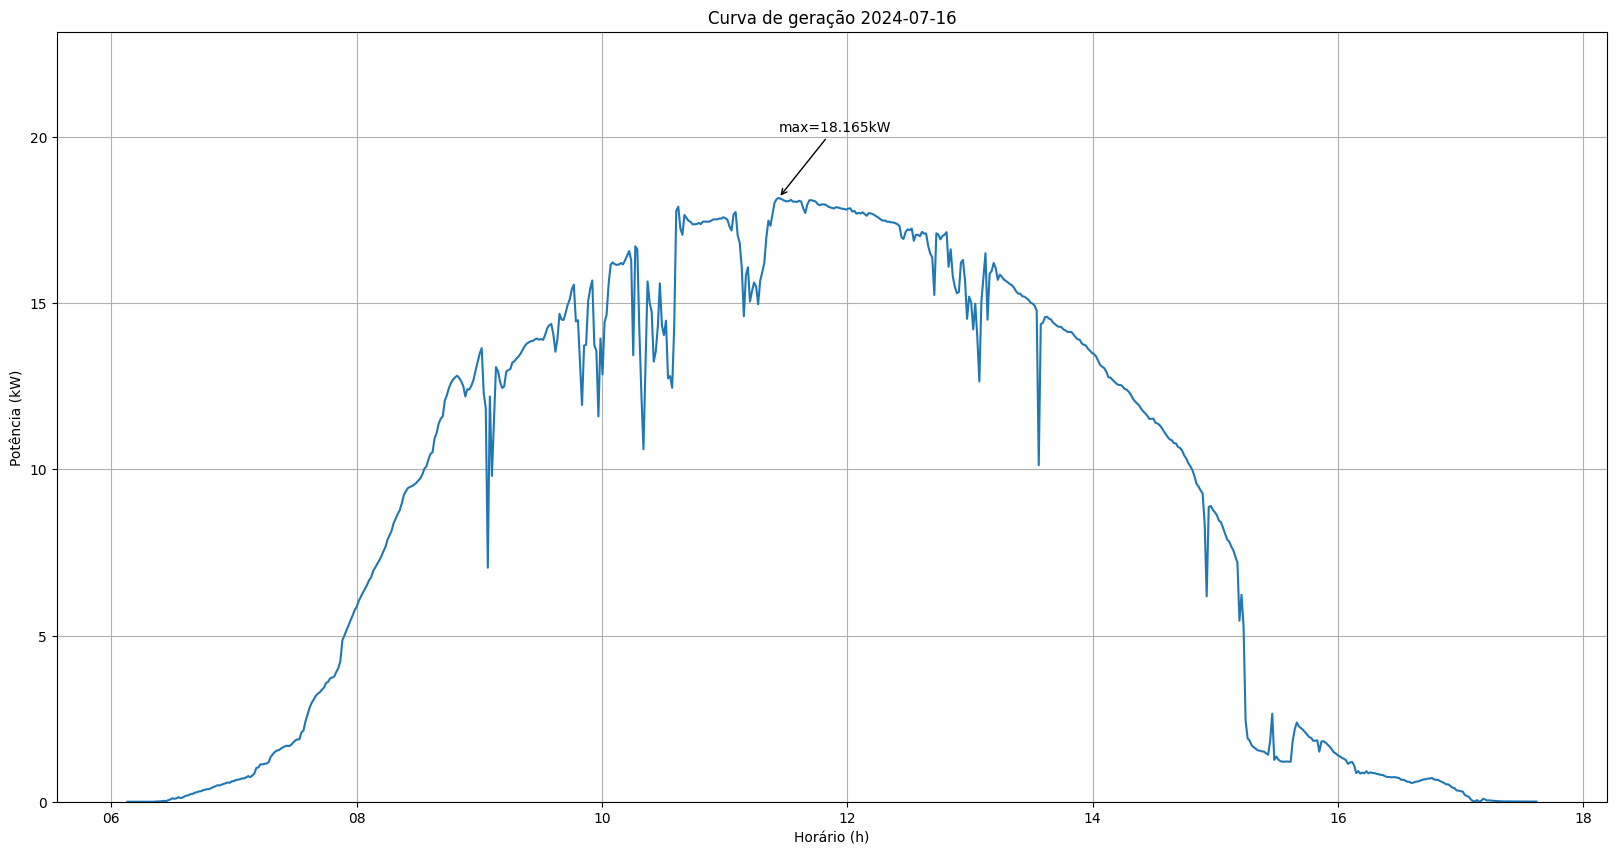 Curva de geração 2024-07-16
max=18.165kW
20
15
10
5
0
Potência (kW)
06 08 10 12 14 16 18
Horário (h)